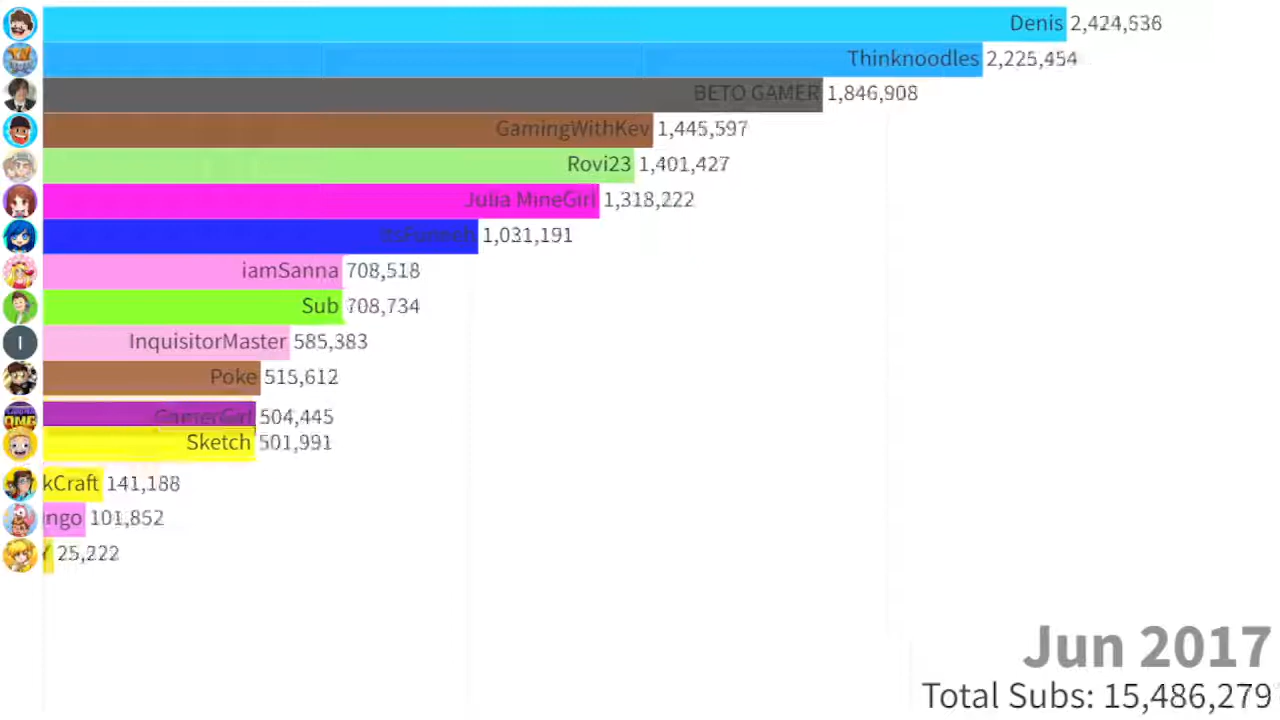 Denis 2,424,536
Thinknoodles 2,225,454
BETO GAMER 1,846,908
GamingWithKev 1,445,597
Rovi23 1,401,427
Julia MineGirl 1,318,222
ItsFunneh 1,031,191
iamSanna 708,518
Sub 708,734
I InquisitorMaster 585,383
Poke 515,612
GamerGirl 504,445
Sketch 501,991
kCraft 141,188
ingo 101,852
25,222
Jun 2017
Total Subs: 15,486,279